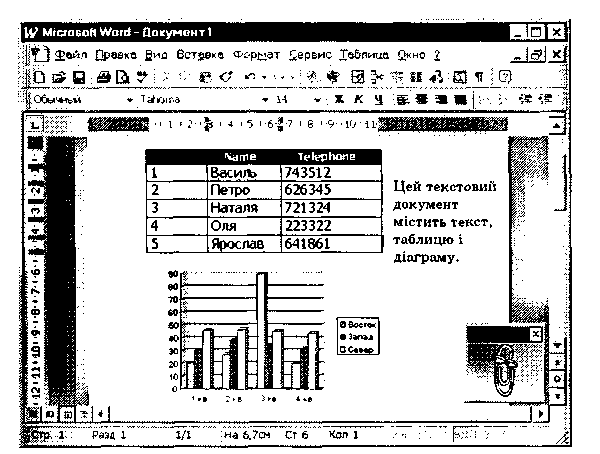 Microsoft Word - Документ1
Файл Правка Вид Вставка Формат Сервис Таблица Окно ?
Обычный Tahoma 14 Ж К Ч
1 2 3 4 5 6 7 8 9 10 11
Name Telephone
1 Василь 743512
2 Петро 626345
3 Наталя 721324
4 Оля 223322
5 Ярослав 641861
Цей текстовий
документ
містить текст,
таблицю і
діаграму.
90
80
70
60
50
40
30
20
10
0
1 кв 2 кв 3 кв 4 кв
Восток
Запад
Север
Стр. 1 Разд 1 1/1 На 6,7см Ст 6 Кол 1